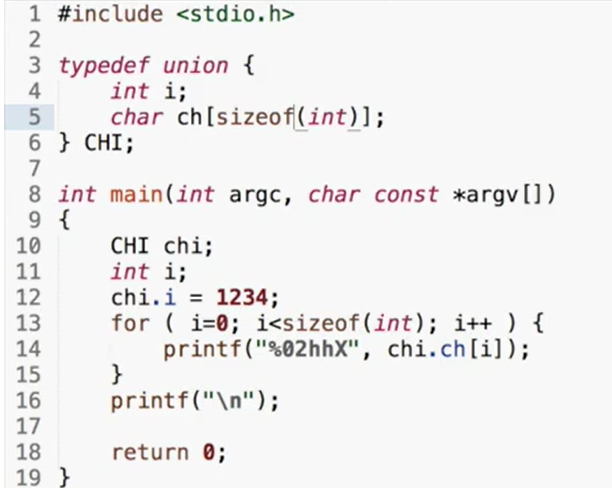 1 #include <stdio.h>
2
3 typedef union {
4     int i;
5     char ch[sizeof(int)];
6 } CHI;
7
8 int main(int argc, char const *argv[])
9 {
10     CHI chi;
11     int i;
12     chi.i = 1234;
13     for ( i=0; i<sizeof(int); i++ ) {
14         printf("%02hhX", chi.ch[i]);
15     }
16     printf("\n");
17
18     return 0;
19 }